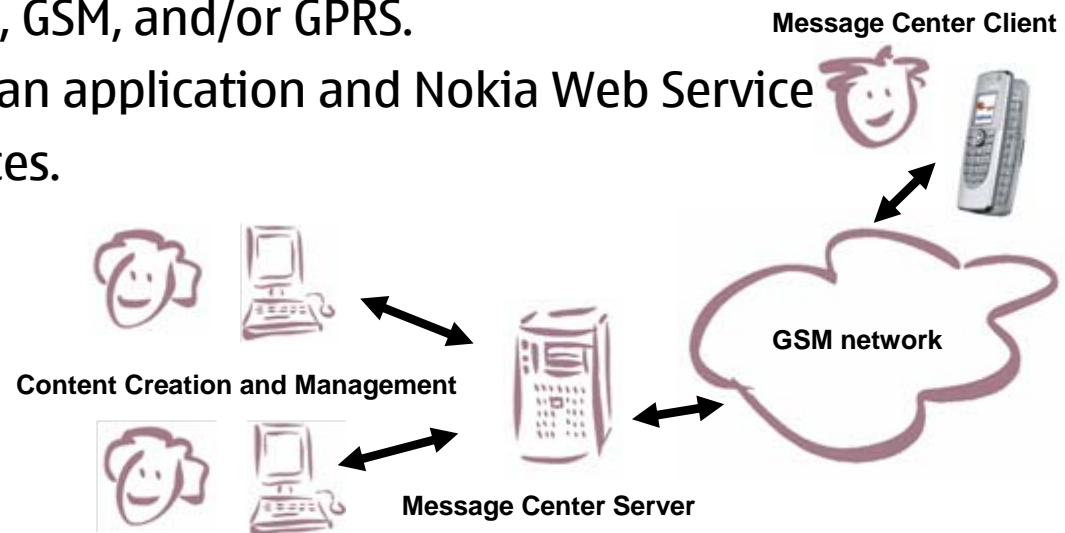 , GSM, and/or GPRS.
Message Center Client
an application and Nokia Web Service
tes.
GSM network
Content Creation and Management
Message Center Server